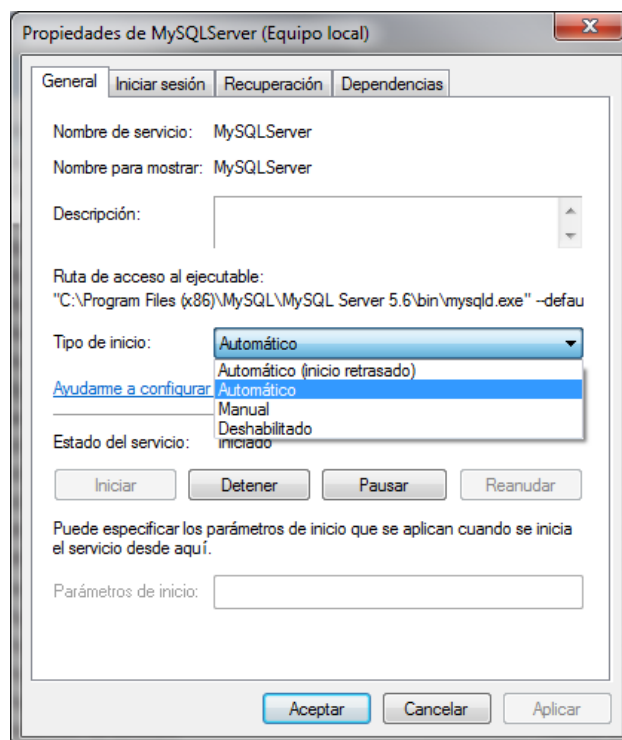 Propiedades de MySQLServer (Equipo local)
General Iniciar sesión Recuperación Dependencias
Nombre de servicio: MySQLServer
Nombre para mostrar: MySQLServer
Descripción:
Ruta de acceso al ejecutable:
"C:\Program Files (x86)\MySQL\MySQL Server 5.6\bin\mysqld.exe" --defau
Tipo de inicio: Automático
Automático (inicio retrasado)
Ayudarme a configurar Automático
Manual
Deshabilitado
Estado del servicio: Iniciado
Iniciar Detener Pausar Reanudar
Puede especificar los parámetros de inicio que se aplican cuando se inicia
el servicio desde aquí.
Parámetros de inicio:
Aceptar Cancelar Aplicar